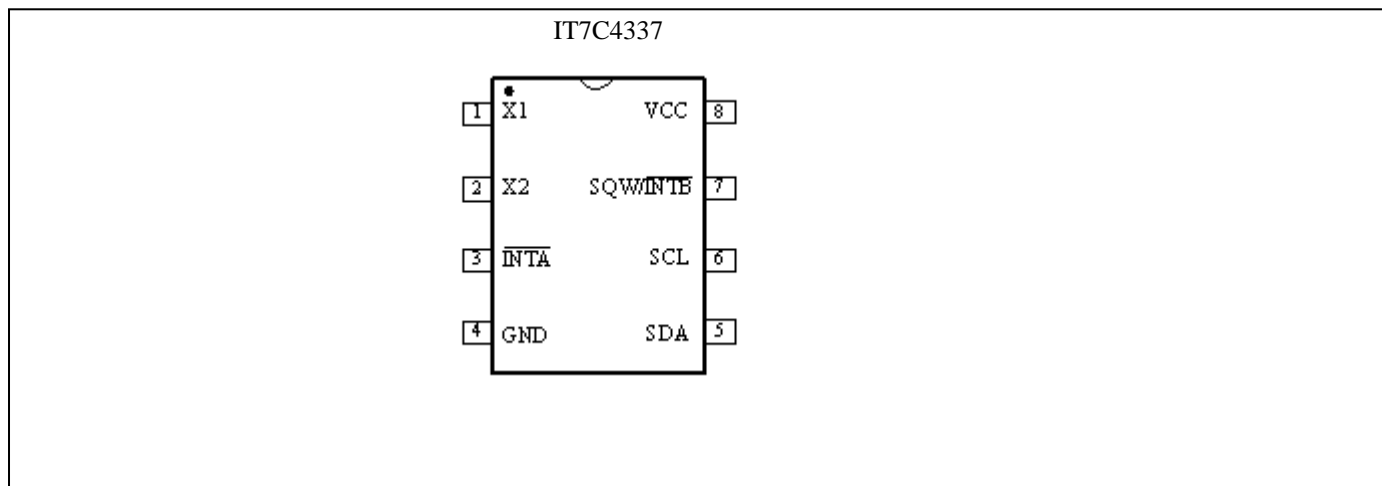 IT7C4337
1 X1 VCC 8
2 X2 SQW/INTB 7
3 INTA SCL 6
4 GND SDA 5